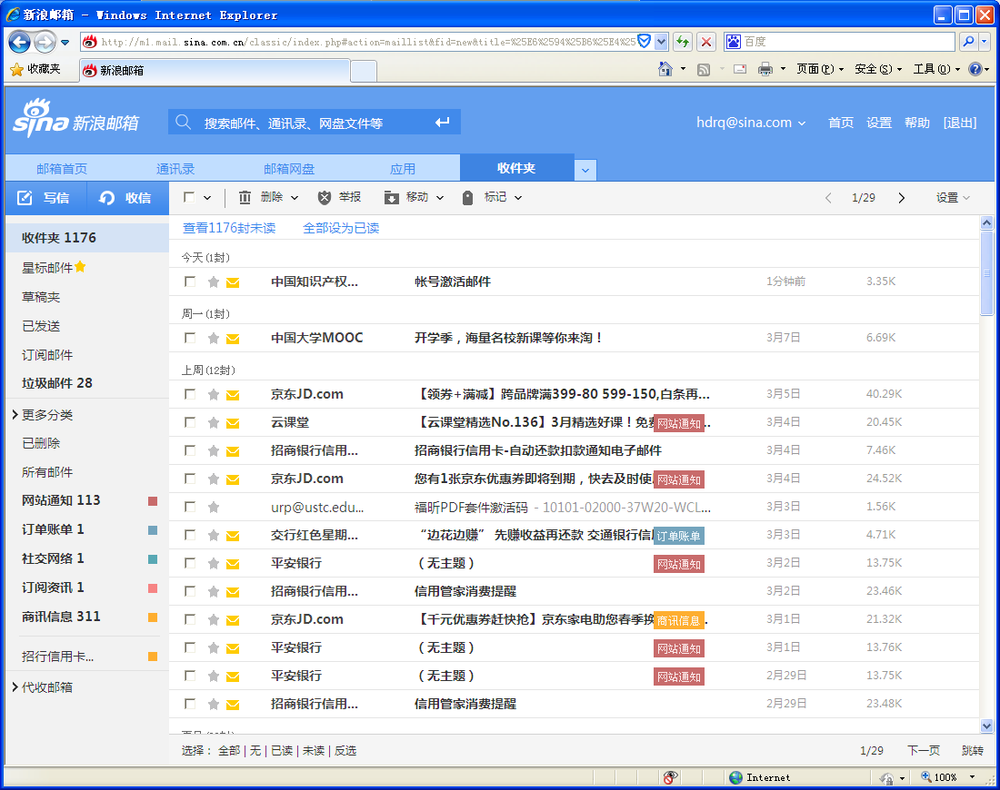 新浪邮箱 - Windows Internet Explorer
http://m1.mail.sina.com.cn/classic/index.php#action=maillist&fid=new&title=%25E6%2594%25B6%25E4%25
百度
收藏夹
新浪邮箱
页面(P)
安全(S)
工具(O)
sina 新浪邮箱
搜索邮件、通讯录、网盘文件等
hdrq@sina.com
首页 设置 帮助 [退出]
邮箱首页 通讯录 邮箱网盘 应用 收件夹
写信 收信
删除 举报 移动 标记
1/29
设置
收件夹 1176
星标邮件
草稿夹
已发送
订阅邮件
垃圾邮件 28
更多分类
已删除
所有邮件
网站通知 113
订单账单 1
社交网络 1
订阅资讯 1
商讯信息 311
招行信用卡...
代收邮箱
查看1176封未读 全部设为已读
今天(1封)
中国知识产权... 帐号激活邮件 1分钟前 3.35K
周一(1封)
中国大学MOOC 开学季，海量名校新课等你来淘！ 3月7日 6.69K
上周(12封)
京东JD.com 【领券+满减】跨品牌满399-80 599-150,白条再... 3月5日 40.29K
云课堂 【云课堂精选No.136】3月精选好课！免费 网站通知 3月4日 20.45K
招商银行信用... 招商银行信用卡-自动还款扣款通知电子邮件 3月4日 7.46K
京东JD.com 您有1张京东优惠券即将到期，快去及时使 网站通知 3月4日 24.52K
urp@ustc.edu... 福昕PDF套件激活码 - 10101-02000-37W20-WCL... 3月3日 1.56K
交行红色星期... “边花边赚” 先赚收益再还款 交通银行信 订单账单 3月3日 4.71K
平安银行 （无主题） 网站通知 3月2日 13.75K
招商银行信用... 信用管家消费提醒 3月2日 23.46K
京东JD.com 【千元优惠券赶快抢】京东家电助您春季换 商讯信息 3月1日 21.32K
平安银行 （无主题） 网站通知 3月1日 13.76K
平安银行 （无主题） 网站通知 2月29日 13.75K
招商银行信用... 信用管家消费提醒 2月29日 23.48K
选择： 全部 | 无 | 已读 | 未读 | 反选
1/29 下一页 跳转
Internet
100%